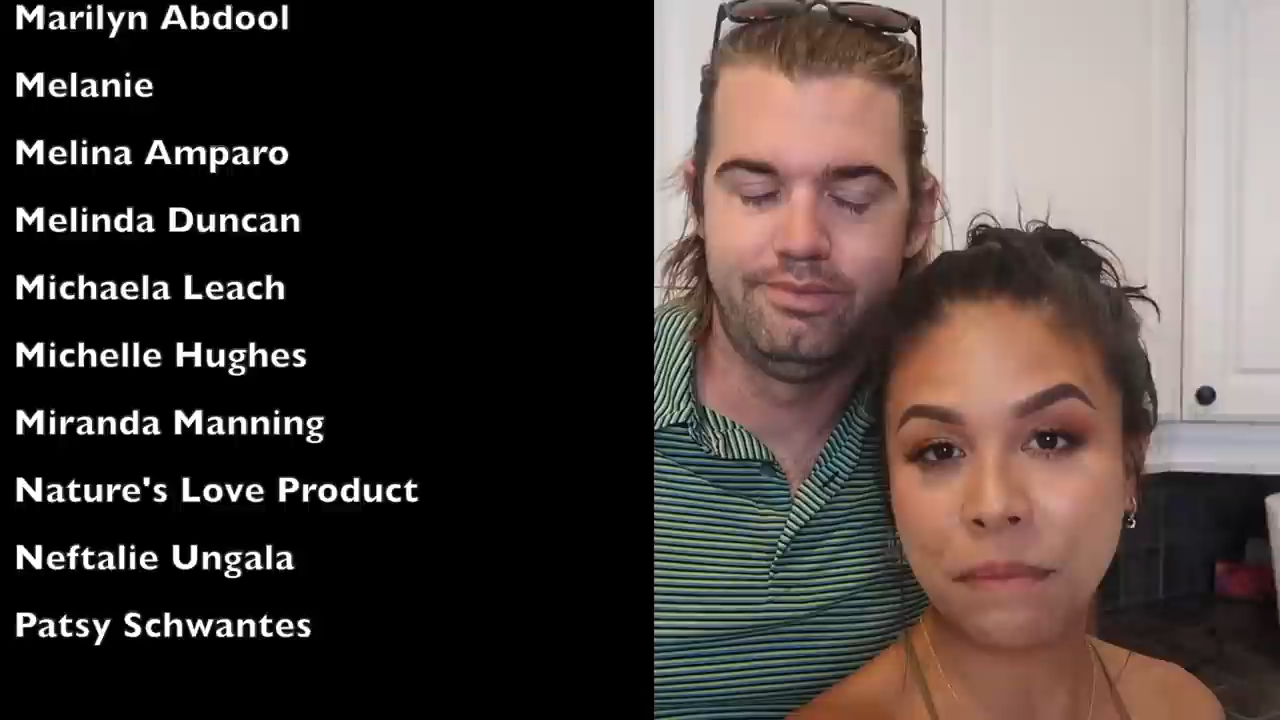 Marilyn Abdool
Melanie
Melina Amparo
Melinda Duncan
Michaela Leach
Michelle Hughes
Miranda Manning
Nature's Love Product
Neftalie Ungala
Patsy Schwantes